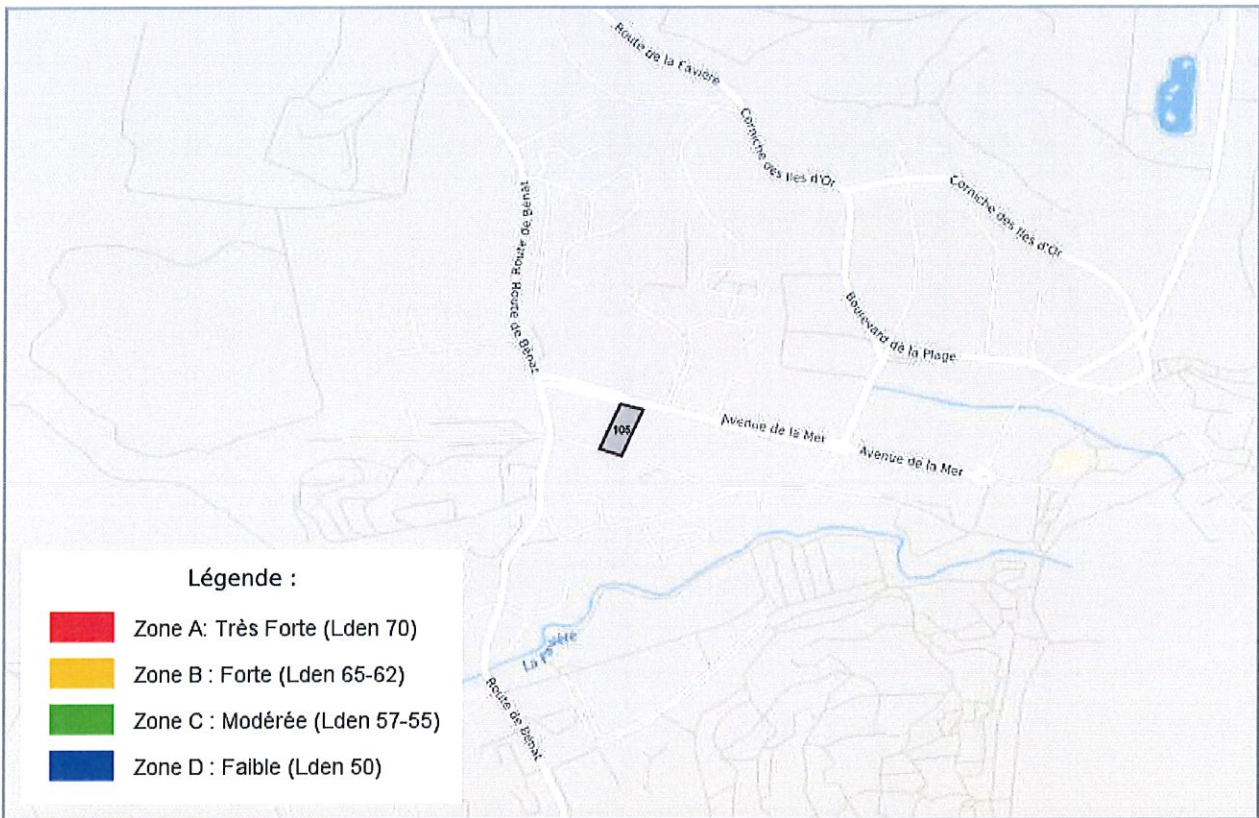 Route de la Favière
Corniche des Iles d'Or
Corniche des Iles d'Or
Route de Bénat
Route de Bénat
Boulevard de la Plage
105
Avenue de la Mer
Avenue de la Mer
La
Route de Bénat
Légende :
Zone A: Très Forte (Lden 70)
Zone B : Forte (Lden 65-62)
Zone C : Modérée (Lden 57-55)
Zone D : Faible (Lden 50)